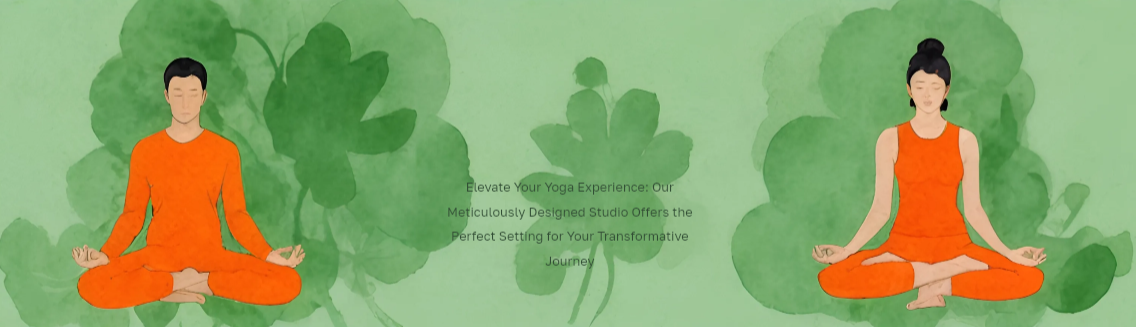 Elevate Your Yoga Experience: Our
Meticulously Designed Studio Offers the
Perfect Setting for Your Transformative
Journey